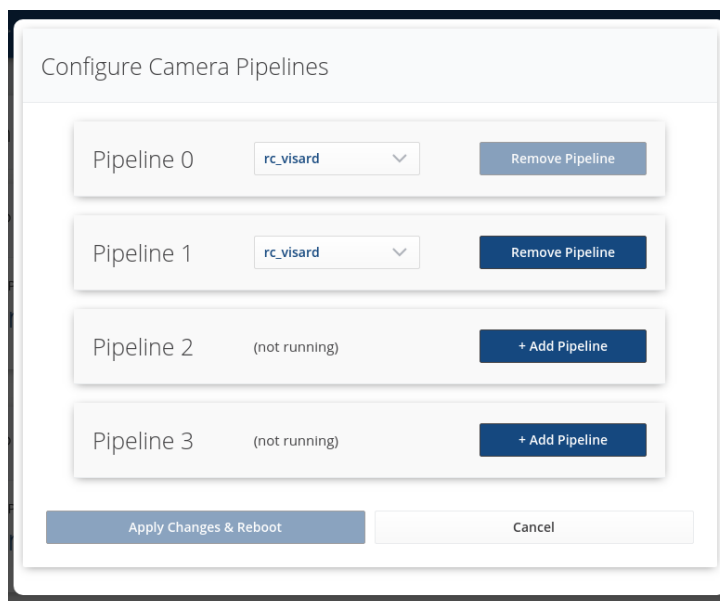 Configure Camera Pipelines
Pipeline 0 rc_visard Remove Pipeline
Pipeline 1 rc_visard Remove Pipeline
Pipeline 2 (not running) + Add Pipeline
Pipeline 3 (not running) + Add Pipeline
Apply Changes & Reboot Cancel